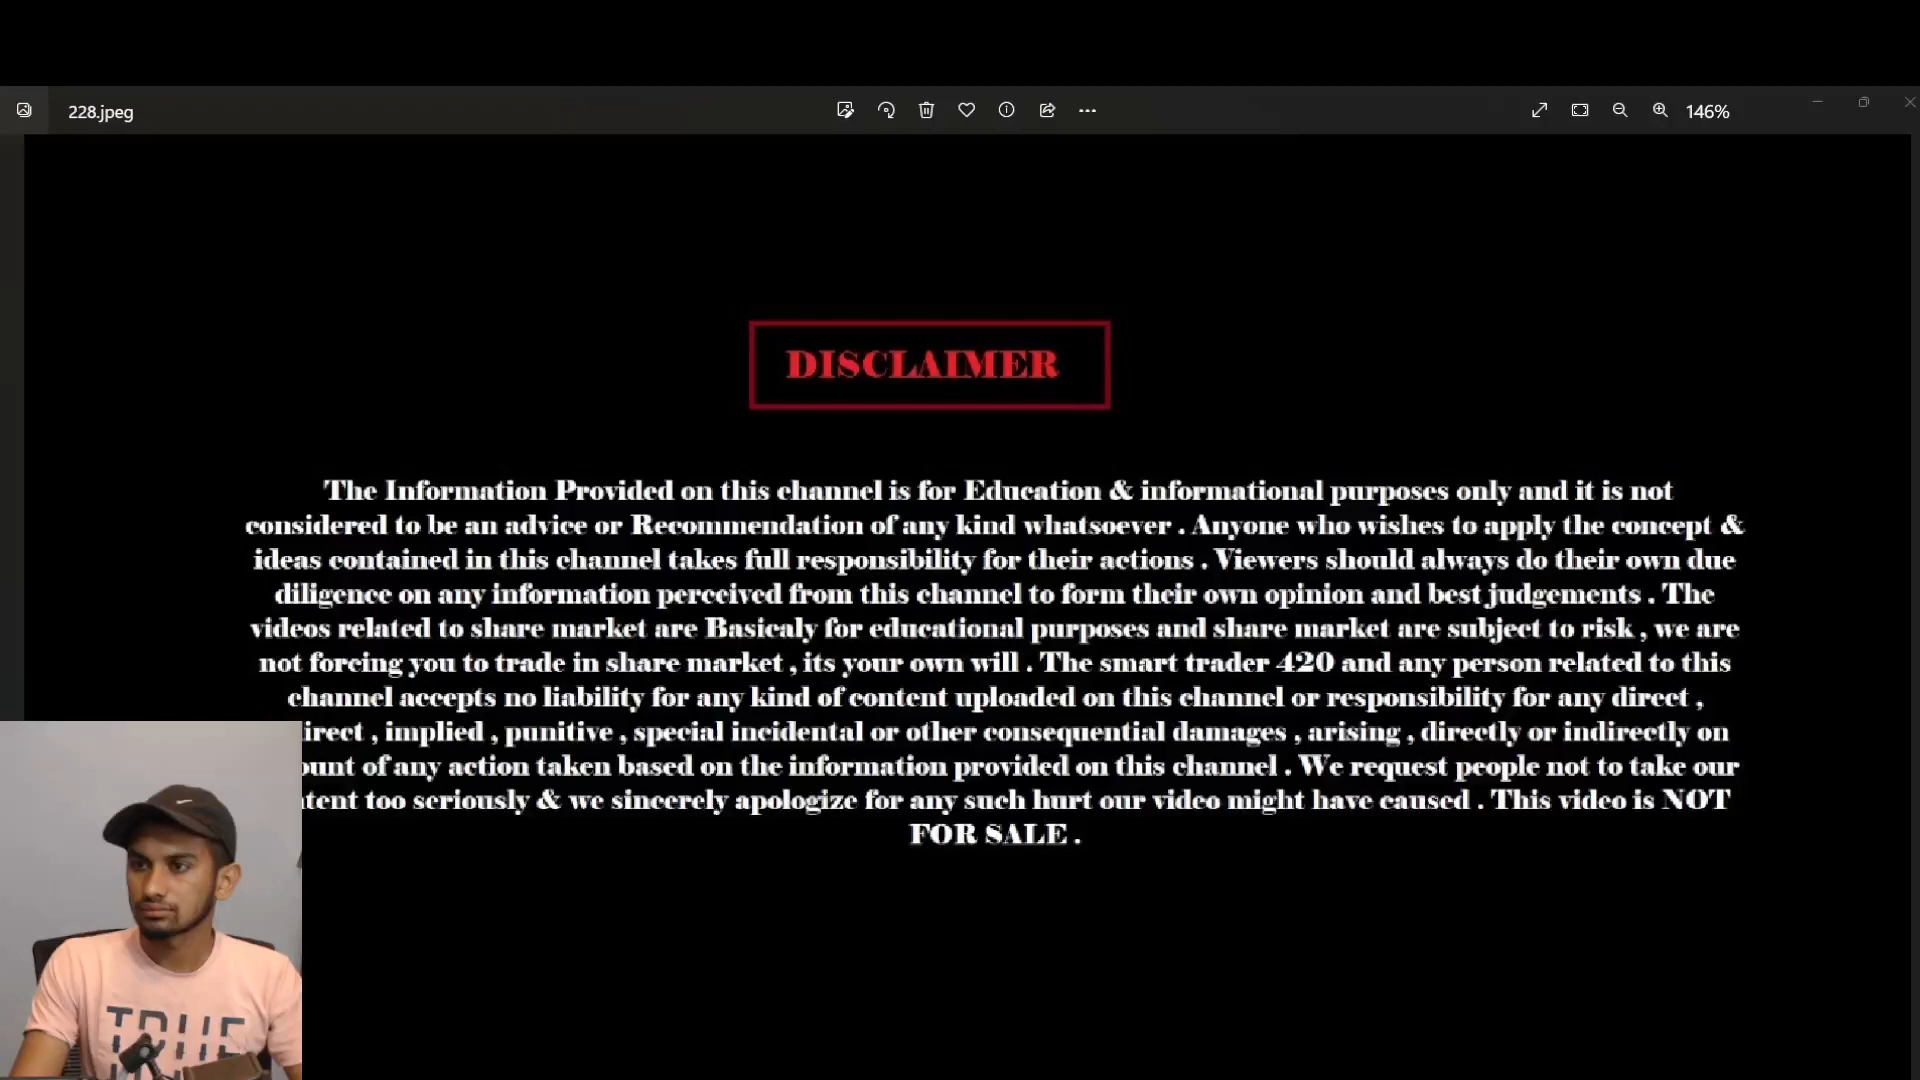 228.jpeg
146%
DISCLAIMER
The Information Provided on this channel is for Education & informational purposes only and it is not
considered to be an advice or Recommendation of any kind whatsoever . Anyone who wishes to apply the concept &
ideas contained in this channel takes full responsibility for their actions . Viewers should always do their own due
diligence on any information perceived from this channel to form their own opinion and best judgements . The
videos related to share market are Basicaly for educational purposes and share market are subject to risk , we are
not forcing you to trade in share market , its your own will . The smart trader 420 and any person related to this
channel accepts no liability for any kind of content uploaded on this channel or responsibility for any direct ,
, implied , punitive , special incidental or other consequential damages , arising , directly or indirectly on
of any action taken based on the information provided on this channel . We request people not to take our
too seriously & we sincerely apologize for any such hurt our video might have caused . This video is NOT
FOR SALE .
TRUE